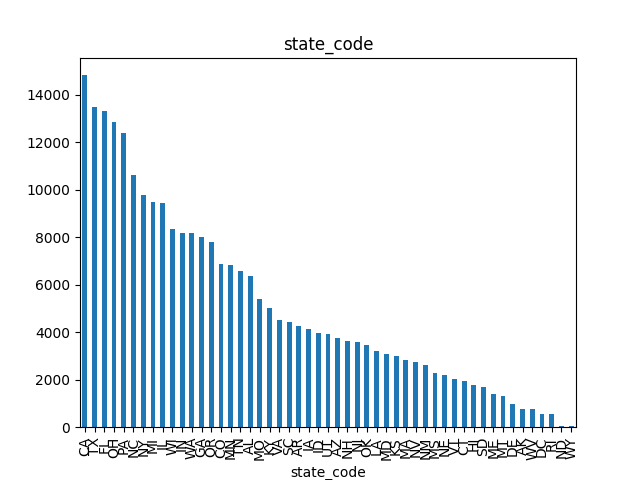 state_code
14000
12000
10000
8000
6000
4000
2000
0
CA TX FL OH PA NC NY MI IL WI IN WA GA OR CO MN TN AL MO KY VA SC AR IA ID UT AZ NH NJ OK LA MD KS MA NV NM MS NE VT CT HI SD ME MT DE AK WV DC RI ND WY
state_code